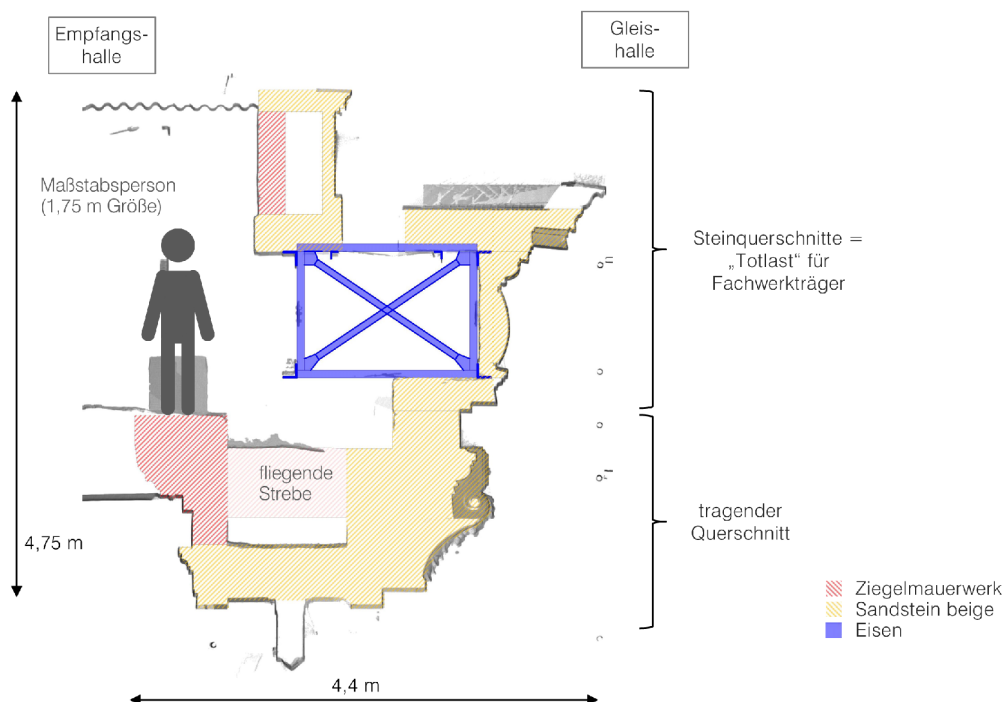 Empfangs-
halle
Gleis-
halle
Maßstabsperson
(1,75 m Größe)
Steinquerschnitte =
„Totlast“ für
Fachwerkträger
fliegende
Strebe
tragender
Querschnitt
4,75 m
Ziegelmauerwerk
Sandstein beige
Eisen
4,4 m